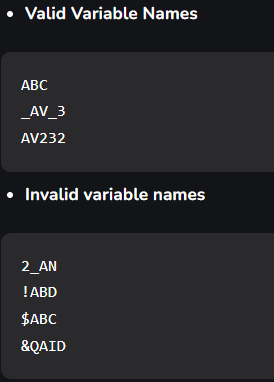 • Valid Variable Names
ABC
_AV_3
AV232
• Invalid variable names
2_AN
!ABD
$ABC
&QAID